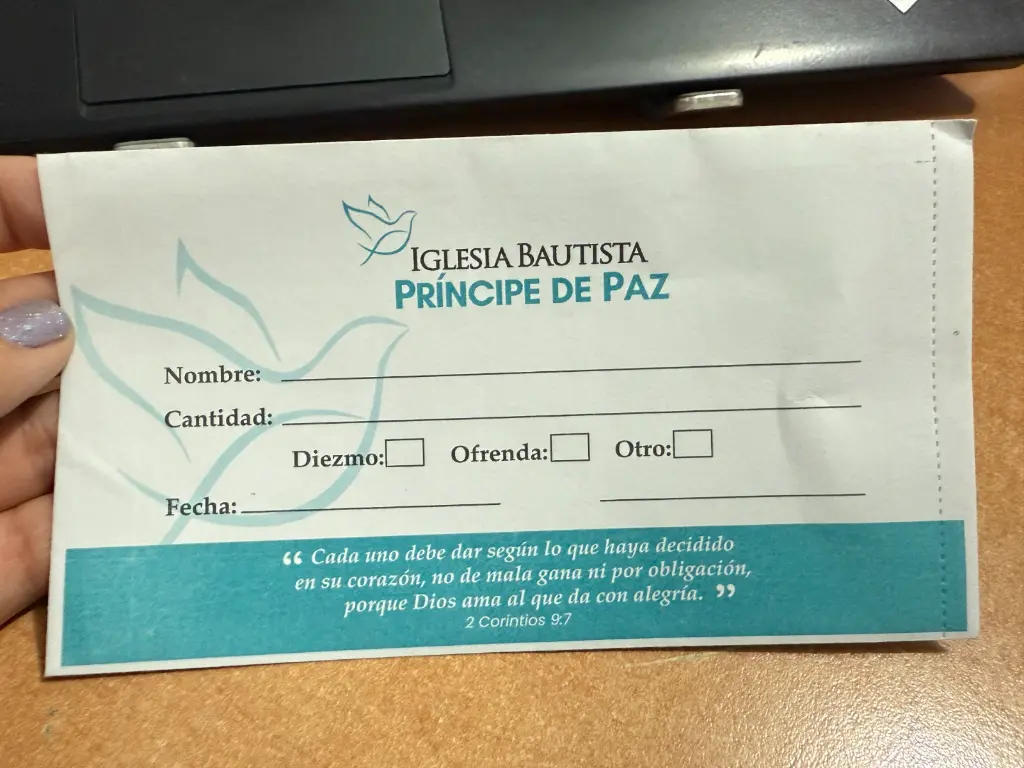 IGLESIA BAUTISTA
PRÍNCIPE DE PAZ
Nombre:
Cantidad:
Diezmo: Ofrenda: Otro:
Fecha:
“ Cada uno debe dar según lo que haya decidido
en su corazón, no de mala gana ni por obligación,
porque Dios ama al que da con alegría. ”
2 Corintios 9:7